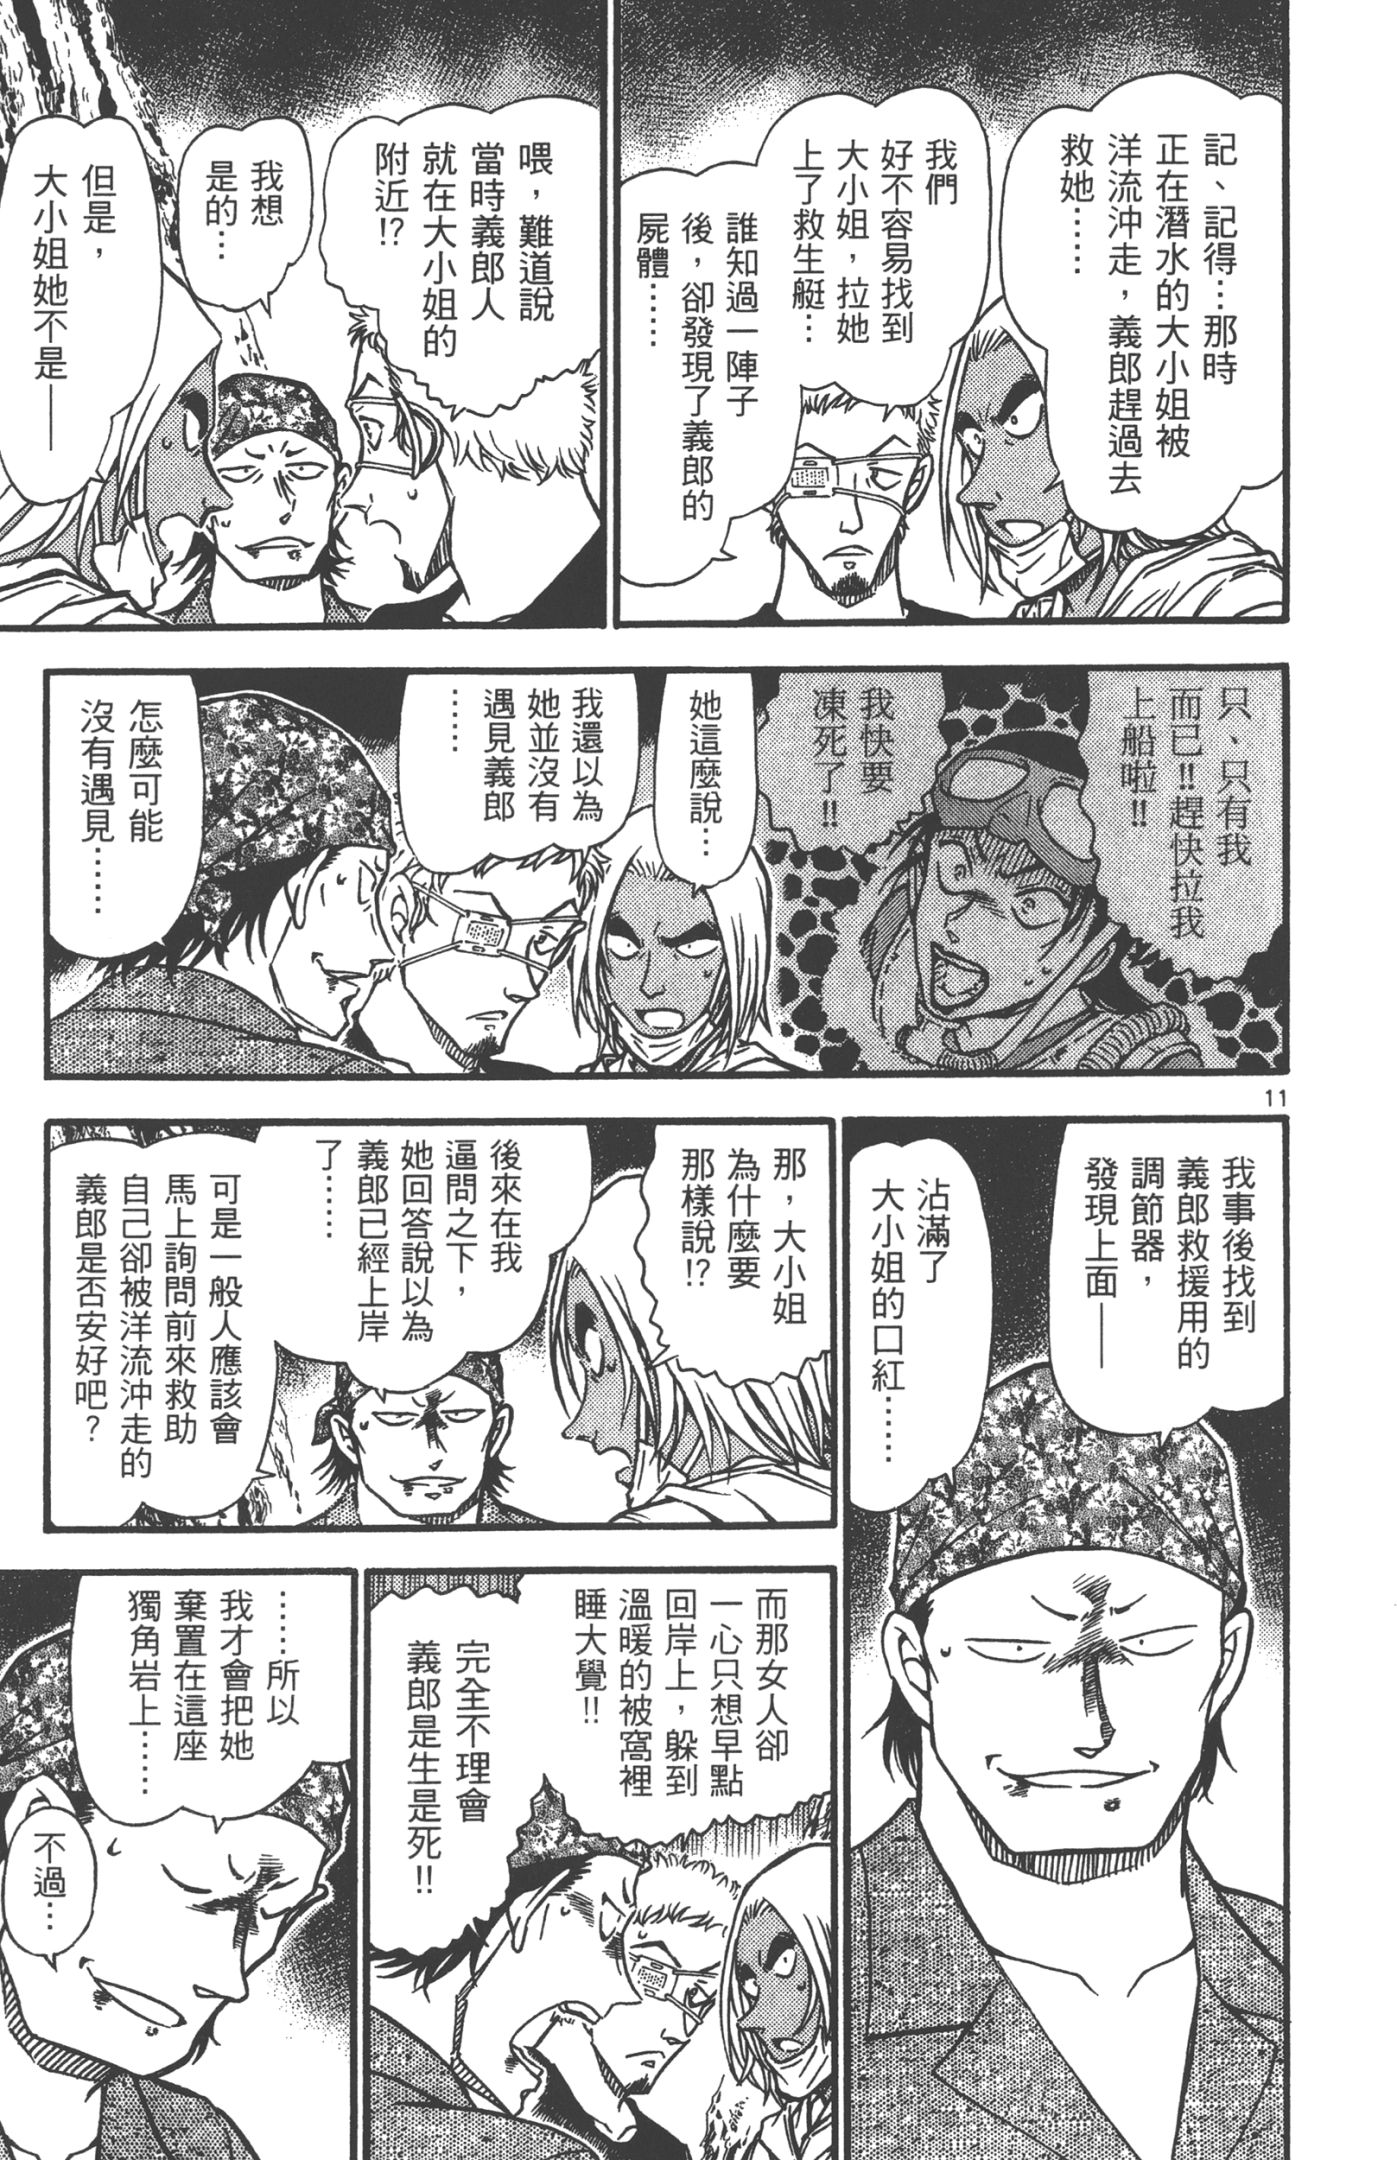 記、記得…那時
正在潛水的大小姐被
洋流沖走，義郎趕過去
救她……
我們
好不容易找到
大小姐，拉她
上了救生艇…
誰知過一陣子
後，卻發現了義郎的
屍體……
喂，難道說
當時義郎人
就在大小姐的
附近!?
我想
是的…
但是，
大小姐她不是——
只、只有我
而已!!趕快拉我
上船啦!!
我快要
凍死了!!
她這麼說…
我還以為
她並沒有
遇見義郎
……
怎麼可能
沒有遇見……
11
我事後找到
義郎救援用的
調節器，
發現上面——
沾滿了
大小姐的口紅……
那，大小姐
為什麼要
那樣說!?
後來在我
逼問之下，
她回答說以為
義郎已經上岸
了……
可是一般人應該會
馬上詢問前來救助
自己卻被洋流沖走的
義郎是否安好吧？
而那女人卻
一心只想早點
回岸上，躲到
溫暖的被窩裡
睡大覺!!
完全不理會
義郎是生是死!!
……所以
我才會把她
棄置在這座
獨角岩上……
不過…